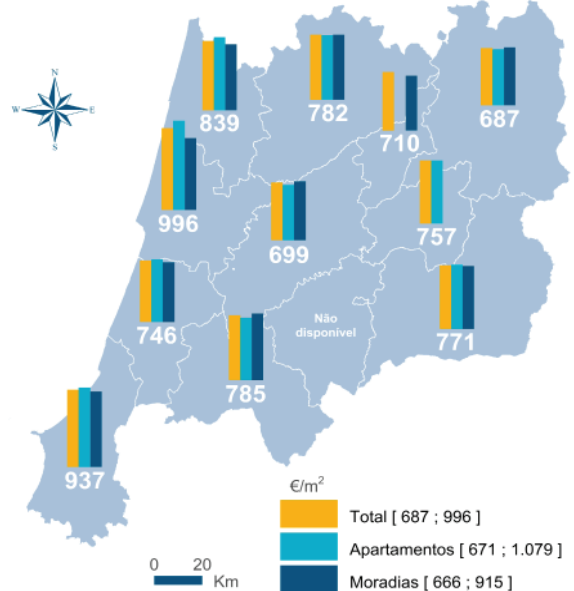 N
W
E
S
839
782
710
687
996
699
757
746
785
Não
disponível
771
937
€/m²
Total [ 687 ; 996 ]
Apartamentos [ 671 ; 1.079 ]
Moradias [ 666 ; 915 ]
0 20
Km